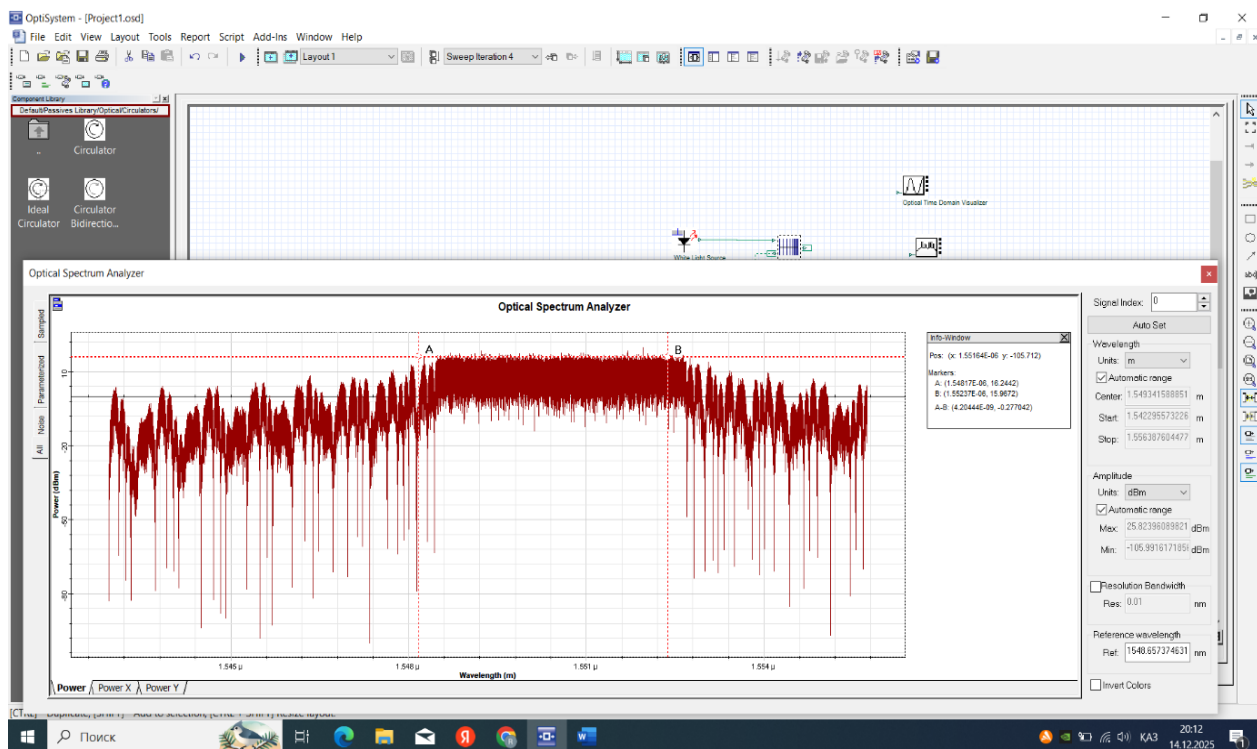 OptiSystem - [Project1.osd]
File Edit View Layout Tools Report Script Add-Ins Window Help
Layout 1
Sweep Iteration 4
Component Library
Default/Passives Library/Optical/Circulators/
..
Circulator
Ideal Circulator
Circulator Bidirectio...
Optical Time Domain Visualizer
White Light Source
Optical Spectrum Analyzer
Sampled
Parameterized
Noise
All
Optical Spectrum Analyzer
A
B
Power (dBm)
10
-20
-50
-80
1.545 µ
1.548 µ
1.551 µ
1.554 µ
Wavelength (m)
Power
Power X
Power Y
Info-Window
Pos: (x: 1.55164E-06 y: -105.712)
Markers:
A: (1.54817E-06, 16.2442)
B: (1.55237E-06, 15.9672)
A-B: (4.20444E-09, -0.277042)
Signal Index: 0
Auto Set
Wavelength
Units: m
Automatic range
Center: 1.549341588851 m
Start: 1.542295573226 m
Stop: 1.556387604477 m
Amplitude
Units: dBm
Automatic range
Max: 25.82396089821 dBm
Min: -105.991617185 dBm
Resolution Bandwidth
Res: 0.01 nm
Reference wavelength
Ref: 1548.657374631 nm
Invert Colors
Поиск
ҚАЗ
20:12
14.12.2025